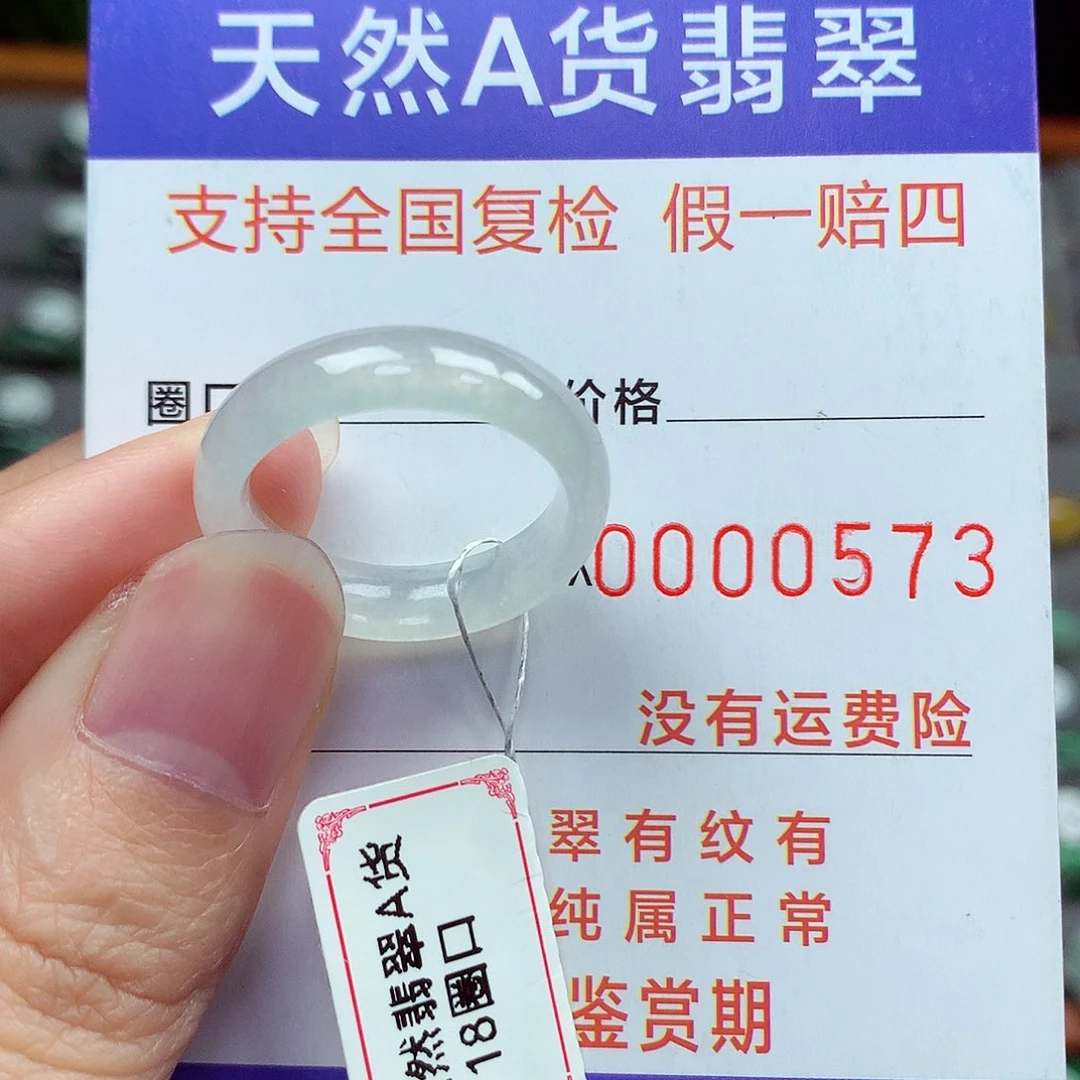 天然A货翡翠
支持全国复检 假一赔四
圈口 价格
0000573
没有运费险
翠有纹有
纯属正常
鉴赏期
然翡翠A货
18圈口